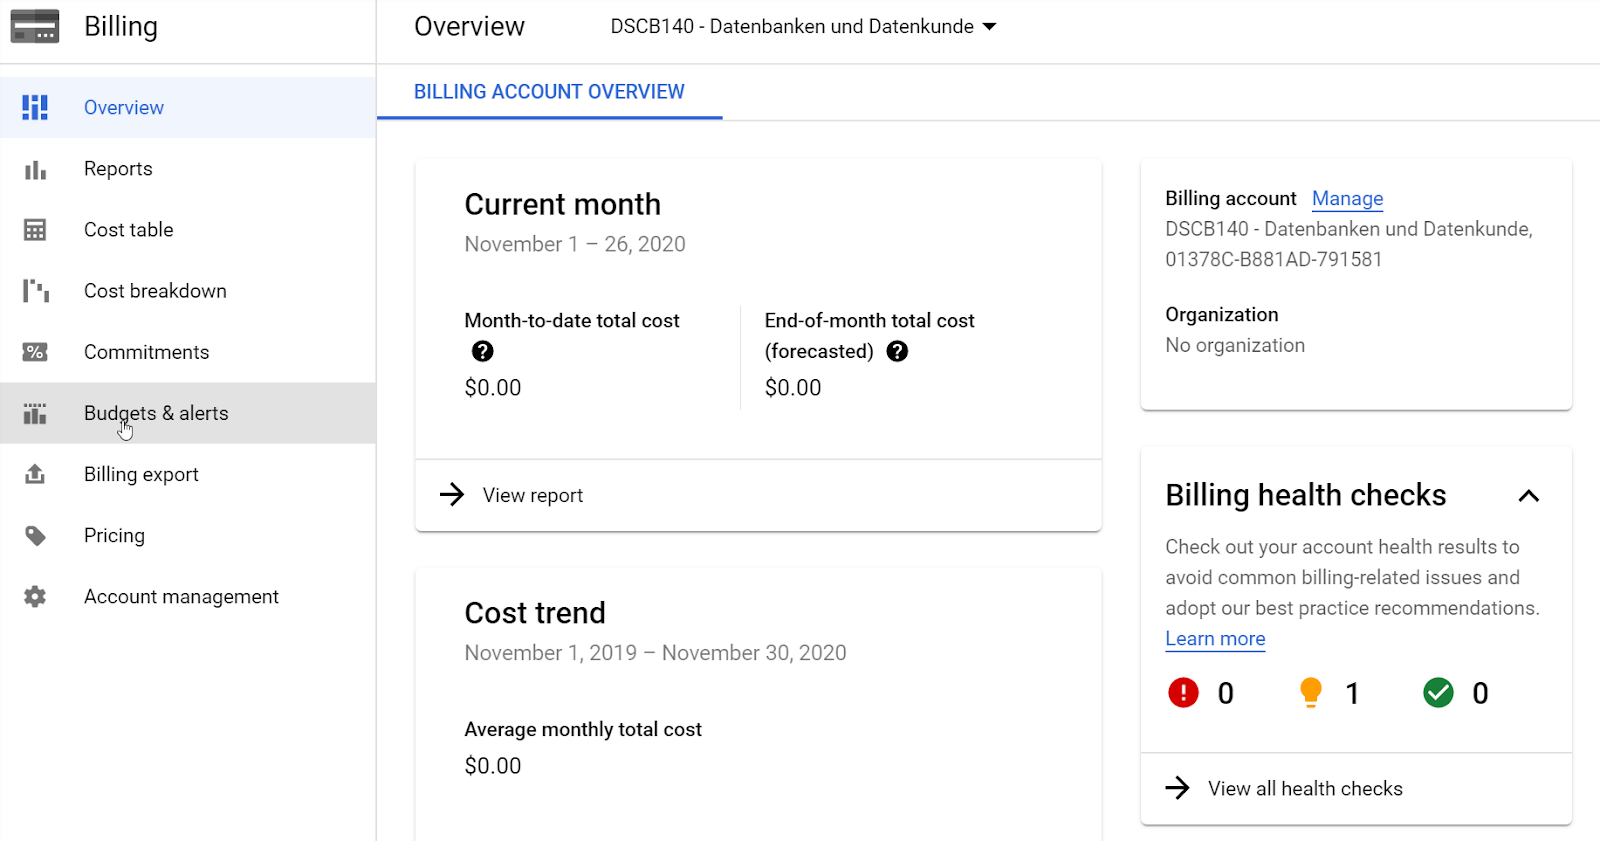 Billing
Overview
Reports
Cost table
Cost breakdown
Commitments
Budgets & alerts
Billing export
Pricing
Account management
Overview
DSCB140 - Datenbanken und Datenkunde
BILLING ACCOUNT OVERVIEW
Current month
November 1 – 26, 2020
Month-to-date total cost
$0.00
End-of-month total cost
(forecasted)
$0.00
View report
Cost trend
November 1, 2019 – November 30, 2020
Average monthly total cost
$0.00
Billing account Manage
DSCB140 - Datenbanken und Datenkunde,
01378C-B881AD-791581
Organization
No organization
Billing health checks
Check out your account health results to
avoid common billing-related issues and
adopt our best practice recommendations.
Learn more
0 1 0
View all health checks